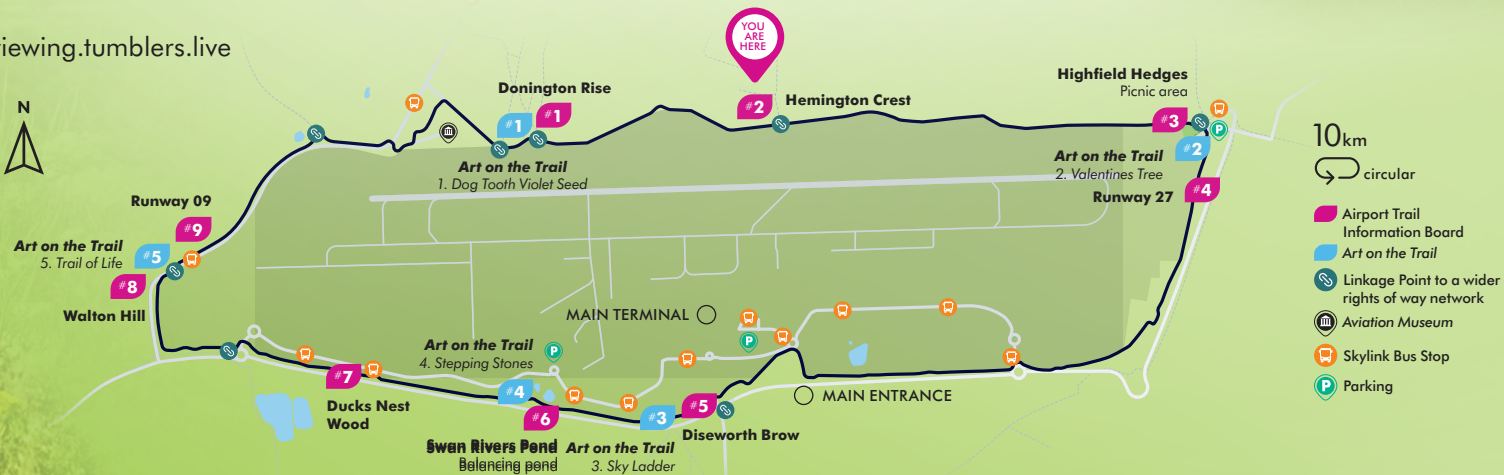 iewing.tumblers.live
YOU
ARE
HERE
N
Donington Rise
#1
#1
Art on the Trail
1. Dog Tooth Violet Seed
#2
Hemington Crest
Highfield Hedges
Picnic area
#3
#2
Art on the Trail
2. Valentines Tree
Runway 27
#4
Runway 09
#9
Art on the Trail
5. Trail of Life
#5
#8
Walton Hill
MAIN TERMINAL
Art on the Trail
4. Stepping Stones
P
P
P
#7
Ducks Nest
Wood
#4
#6
Swan Rivers Pond
Balancing pond
#3
Art on the Trail
3. Sky Ladder
#5
Diseworth Brow
MAIN ENTRANCE
10km
circular
Airport Trail
Information Board
Art on the Trail
Linkage Point to a wider
rights of way network
Aviation Museum
Skylink Bus Stop
P
Parking